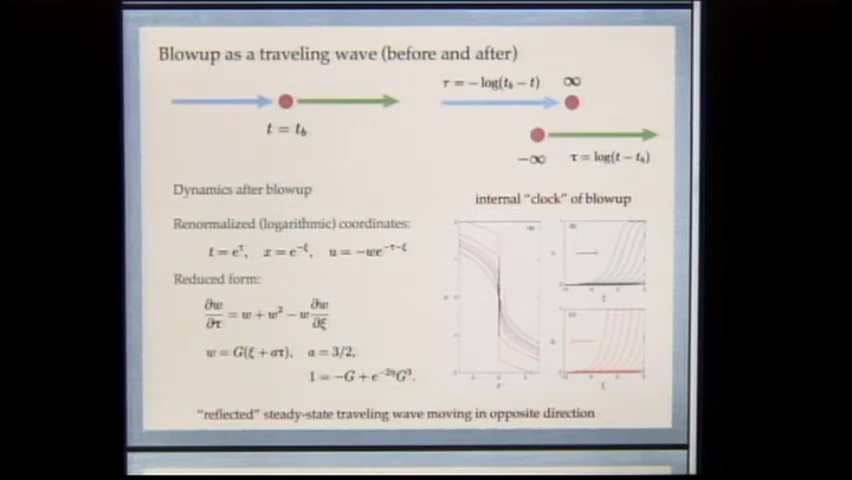 Blowup as a traveling wave (before and after)
τ = −log(t_b − t)  ∞
t = t_b
−∞  τ = log(t − t_b)
Dynamics after blowup
internal "clock" of blowup
Renormalized (logarithmic) coordinates:
t = e^τ,  x = e^{−ξ},  u = −we^{−τ−ξ}
Reduced form:
∂w/∂τ = w + w² − w ∂w/∂ξ
w = G(ξ + aτ),  a = 3/2,
1 = −G + e^{−2η}G³.
t
t
"reflected" steady-state traveling wave moving in opposite direction